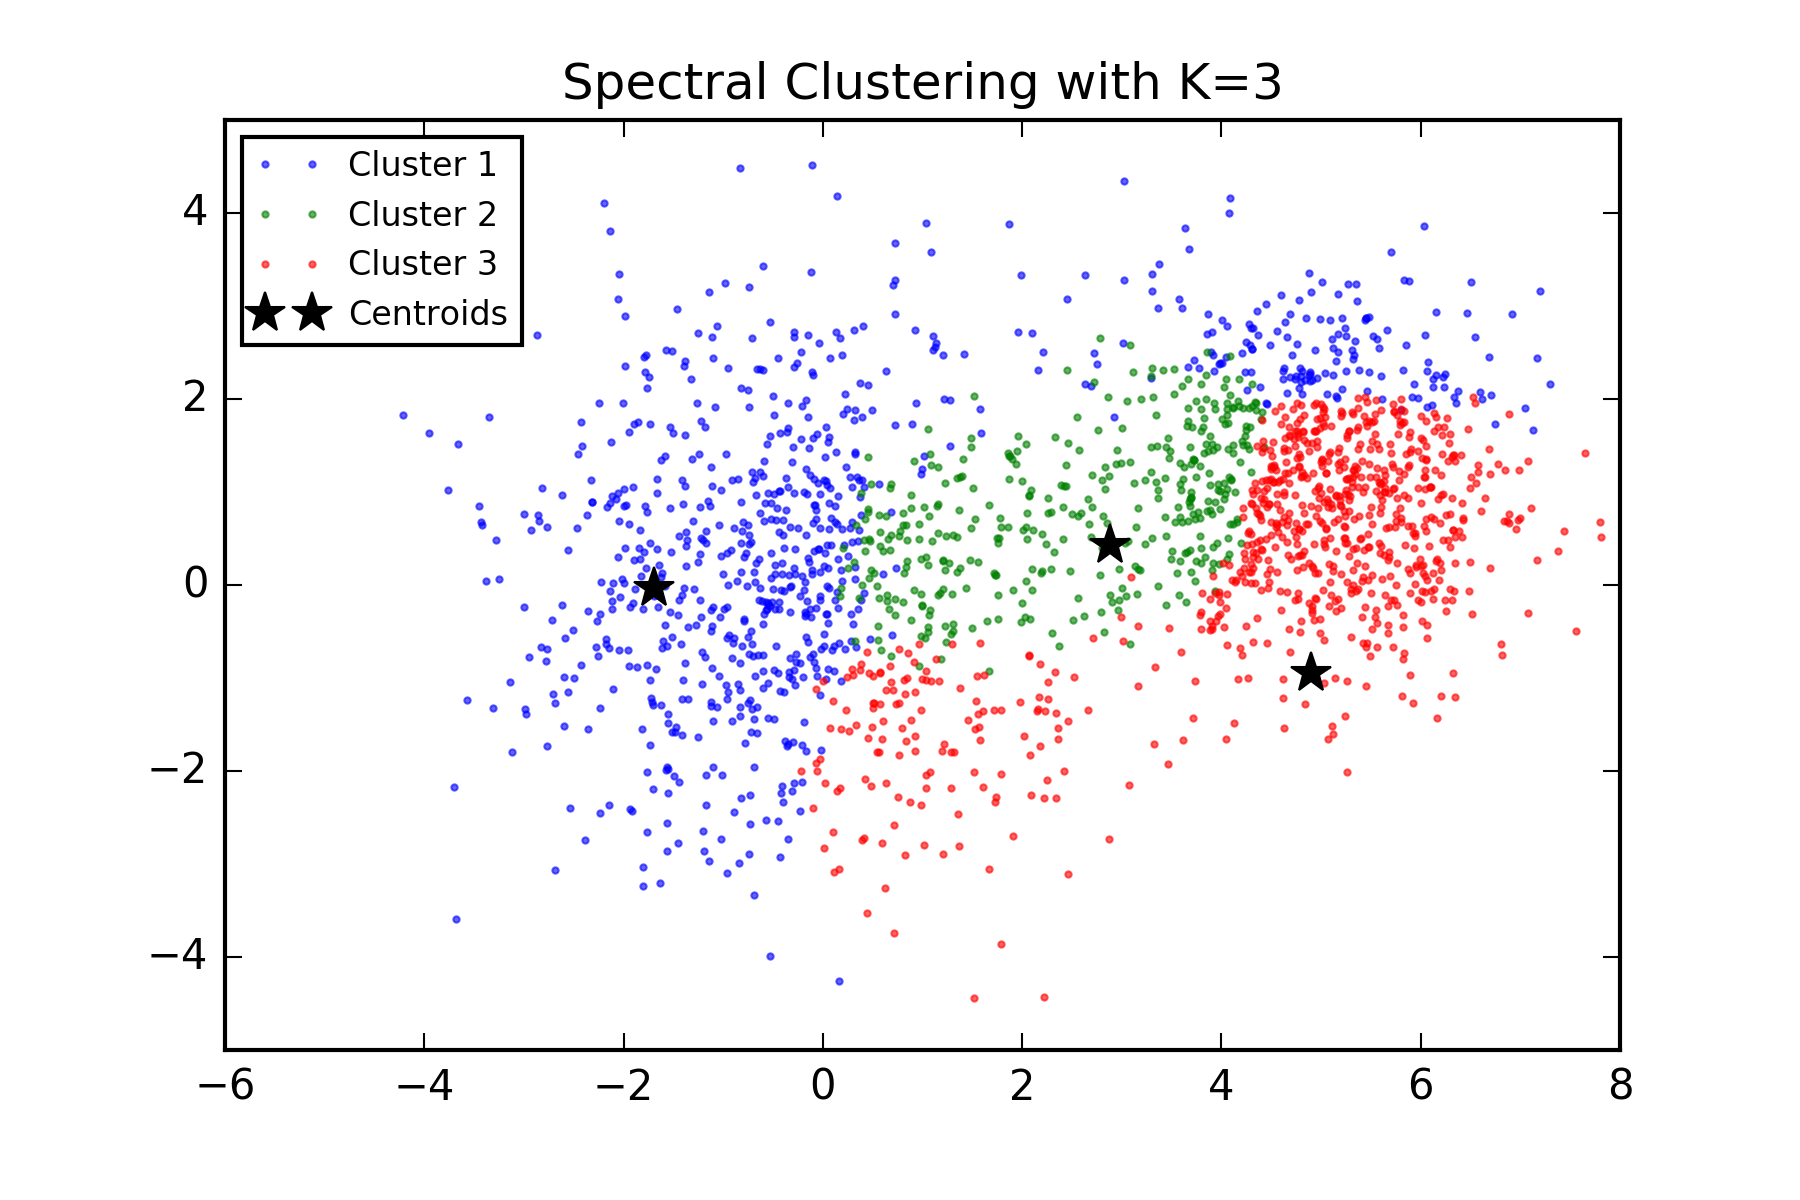 Spectral Clustering with K=3
Cluster 1
Cluster 2
Cluster 3
Centroids
4
2
0
−2
−4
−6 −4 −2 0 2 4 6 8